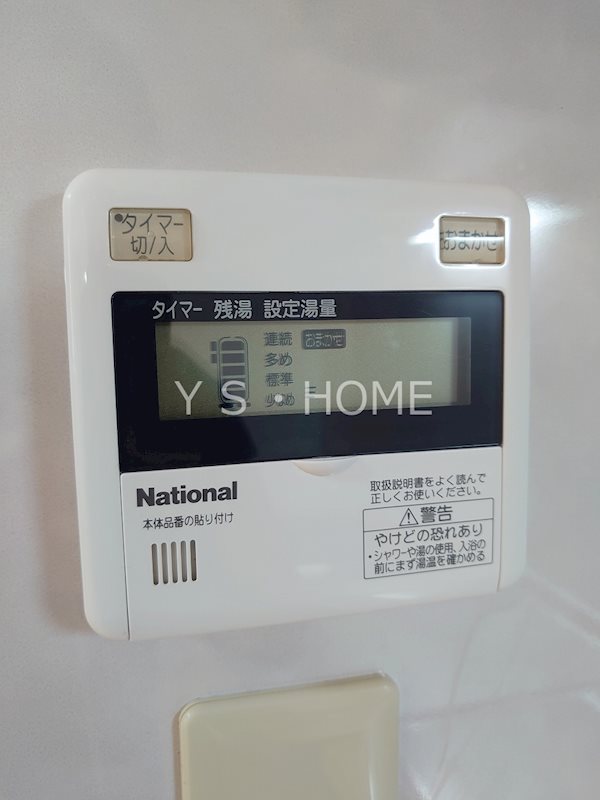 タイマー
切/入
おまかせ
タイマー 残湯 設定湯量
連続 おまかせ
多め
標準
少なめ
YS・HOME
National
本体品番の貼り付け
取扱説明書をよく読んで
正しくお使いください。
⚠警告
やけどの恐れあり
・シャワーや湯の使用、入浴の
前にまず湯温を確かめる